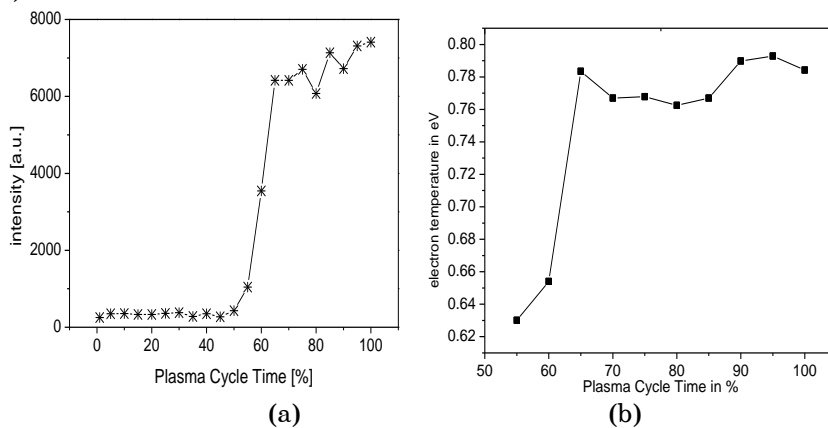 8000
6000
4000
2000
0
intensity [a.u.]
0 20 40 60 80 100
Plasma Cycle Time [%]
(a)
0.80
0.78
0.76
0.74
0.72
0.70
0.68
0.66
0.64
0.62
electron temperature in eV
50 60 70 80 90 100
Plasma Cycle Time in %
(b)